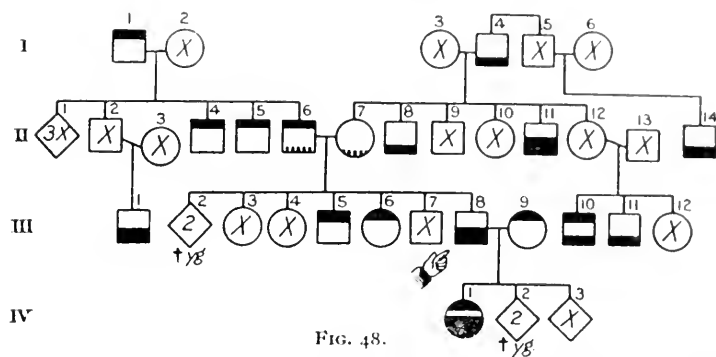 1 2 3 4 5 6
I X X X X
1 2 3 4 5 6 7 8 9 10 11 12 13 14
II 3X X X X X X X
1 2 3 4 5 6 7 8 9 10 11 12
III 2 X X X X
† yg.
1 2 3
IV 2 X
† yg.
FIG. 48.